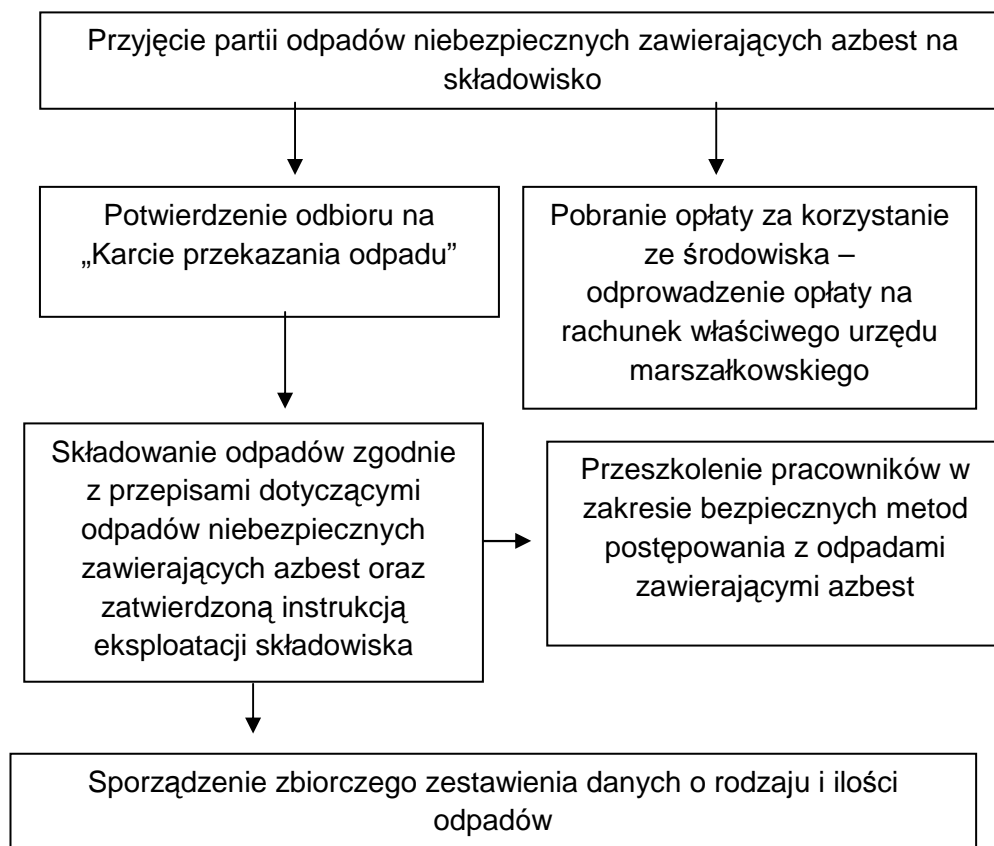 Przyjęcie partii odpadów niebezpiecznych zawierających azbest na
składowisko
Potwierdzenie odbioru na
„Karcie przekazania odpadu”
Pobranie opłaty za korzystanie
ze środowiska –
odprowadzenie opłaty na
rachunek właściwego urzędu
marszałkowskiego
Składowanie odpadów zgodnie
z przepisami dotyczącymi
odpadów niebezpiecznych
zawierających azbest oraz
zatwierdzoną instrukcją
eksploatacji składowiska
Przeszkolenie pracowników w
zakresie bezpiecznych metod
postępowania z odpadami
zawierającymi azbest
Sporządzenie zbiorczego zestawienia danych o rodzaju i ilości
odpadów